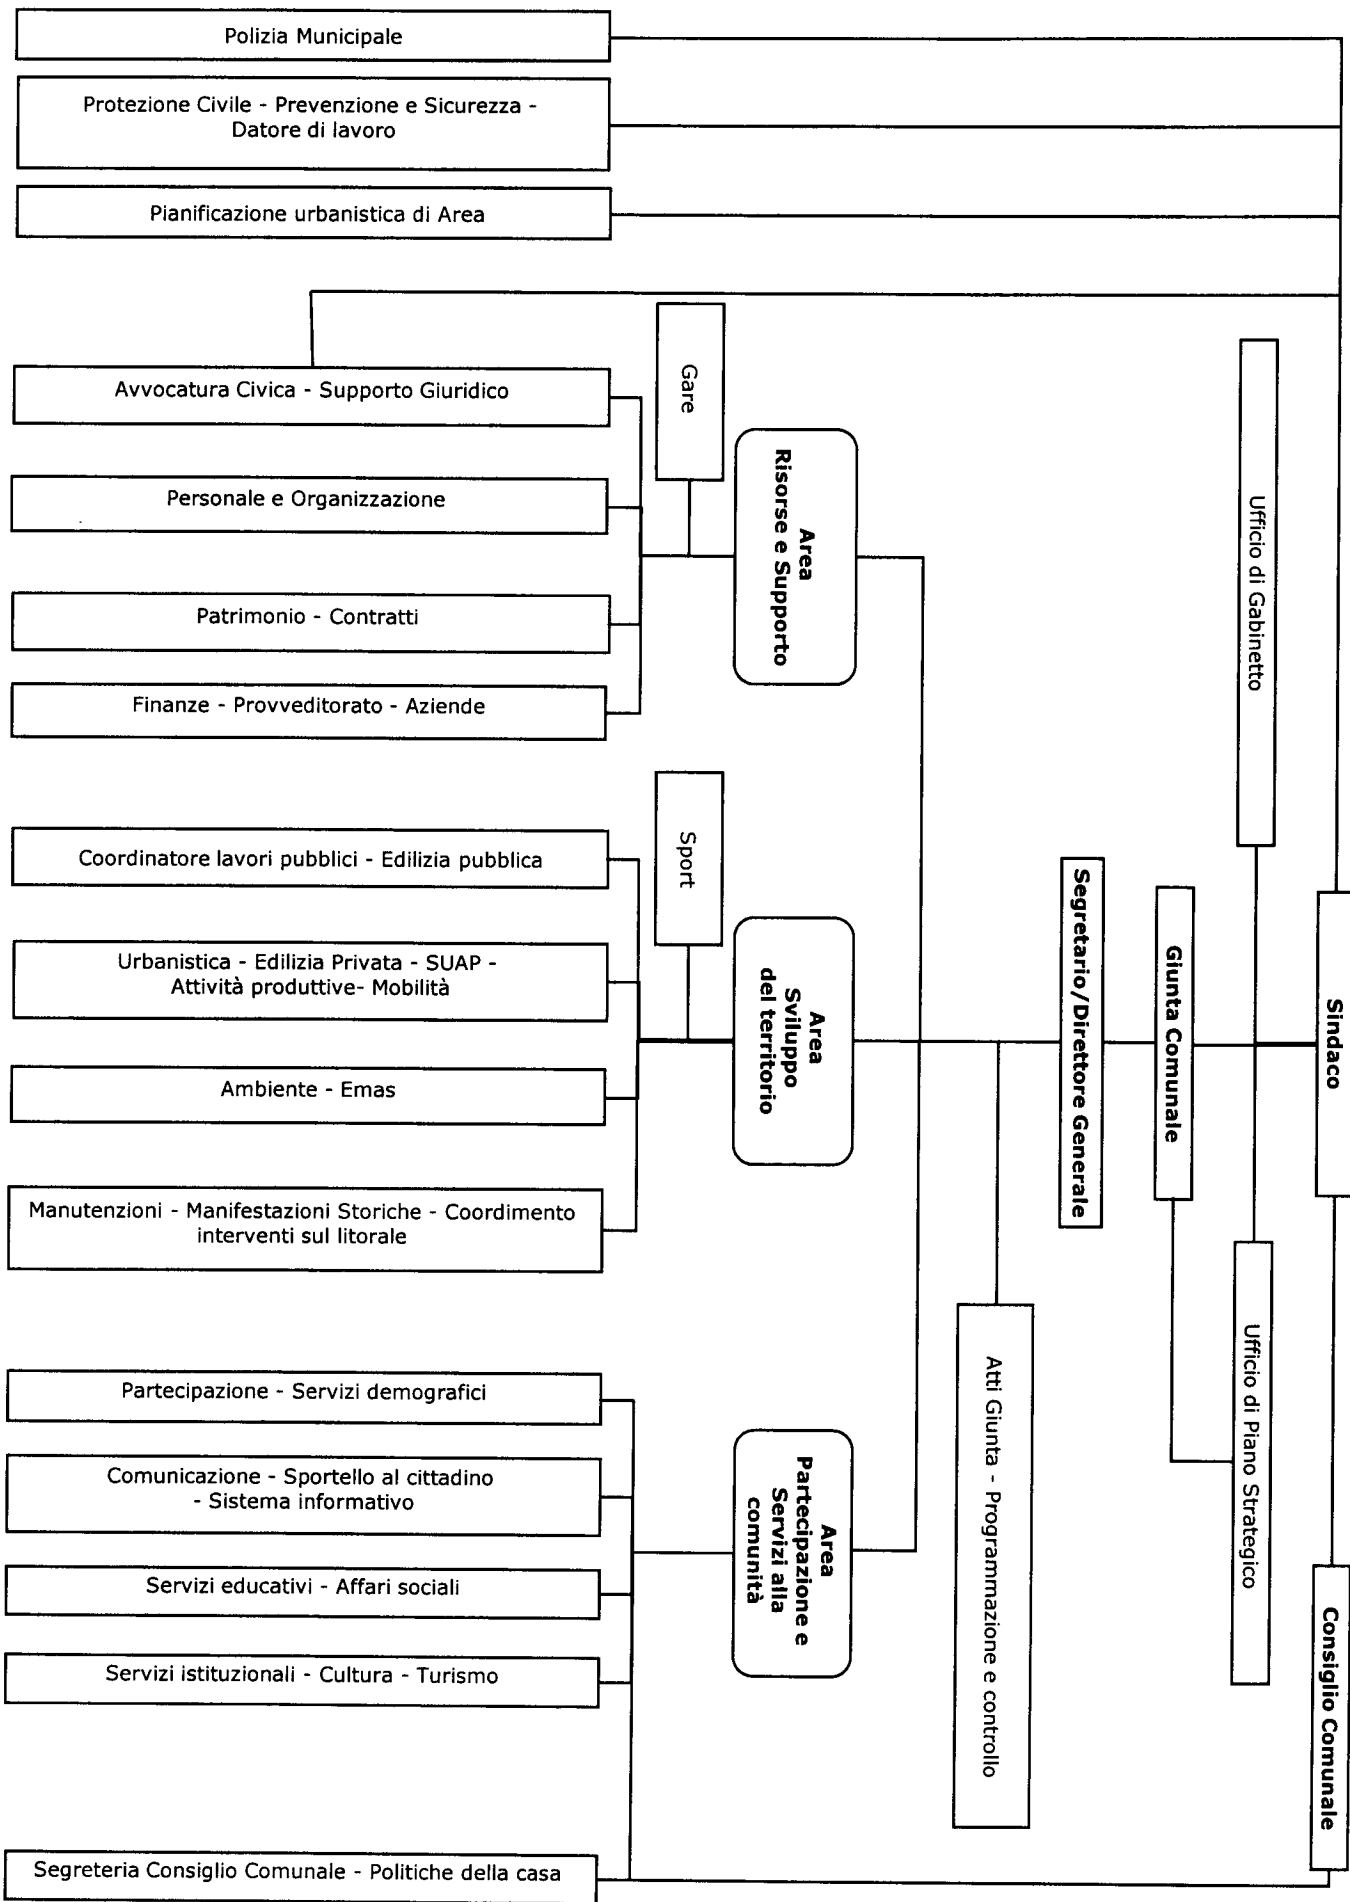 Polizia Municipale
Protezione Civile - Prevenzione e Sicurezza -
Datore di lavoro
Pianificazione urbanistica di Area
Avvocatura Civica - Supporto Giuridico
Personale e Organizzazione
Patrimonio - Contratti
Finanze - Provveditorato - Aziende
Coordinatore lavori pubblici - Edilizia pubblica
Urbanistica - Edilizia Privata - SUAP -
Attività produttive- Mobilità
Ambiente - Emas
Manutenzioni - Manifestazioni Storiche - Coordimento
interventi sul litorale
Partecipazione - Servizi demografici
Comunicazione - Sportello al cittadino
- Sistema informativo
Servizi educativi - Affari sociali
Servizi istituzionali - Cultura - Turismo
Segreteria Consiglio Comunale - Politiche della casa
Gare
Sport
Area
Risorse e Supporto
Area
Sviluppo
del territorio
Area
Partecipazione e
Servizi alla
comunità
Atti Giunta - Programmazione e controllo
Segretario/Direttore Generale
Giunta Comunale
Ufficio di Gabinetto
Ufficio di Piano Strategico
Sindaco
Consiglio Comunale